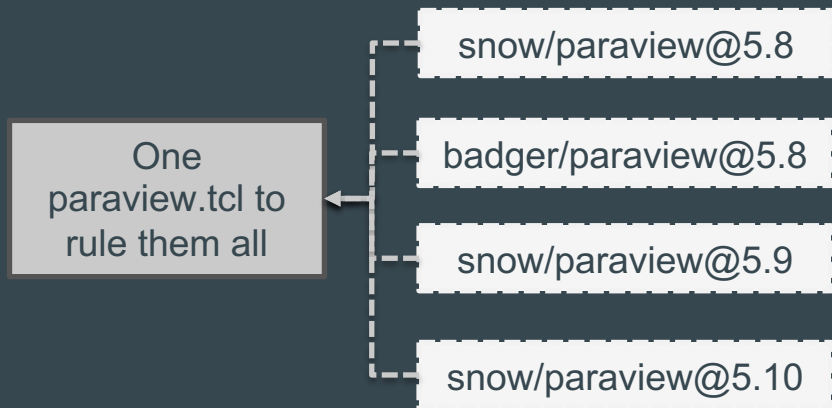 One
paraview.tcl to
rule them all
snow/paraview@5.8
badger/paraview@5.8
snow/paraview@5.9
snow/paraview@5.10